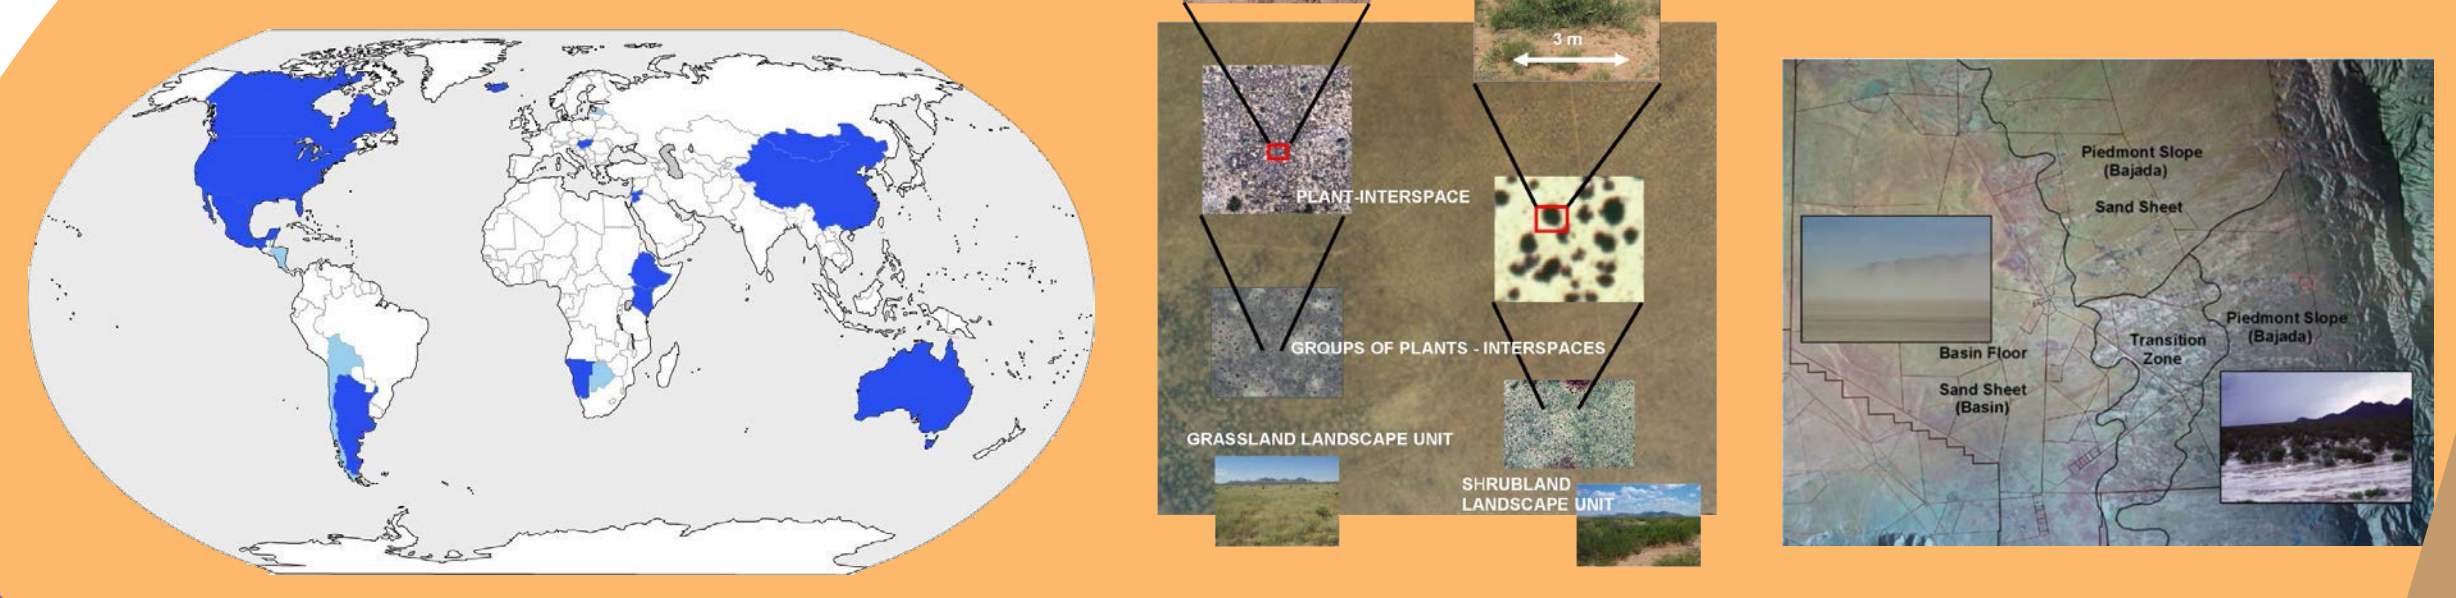 3 m
PLANT-INTERSPACE
GROUPS OF PLANTS - INTERSPACES
GRASSLAND LANDSCAPE UNIT
SHRUBLAND
LANDSCAPE UNIT
Piedmont Slope
(Bajada)
Sand Sheet
Piedmont Slope
(Bajada)
Transition
Zone
Basin Floor
Sand Sheet
(Basin)